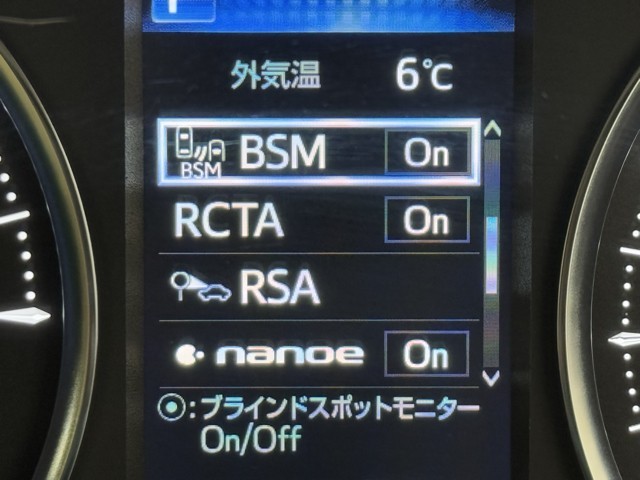 外気温 6℃
BSM BSM On
RCTA On
RSA
nanoe On
⦿:ブラインドスポットモニター
On/Off